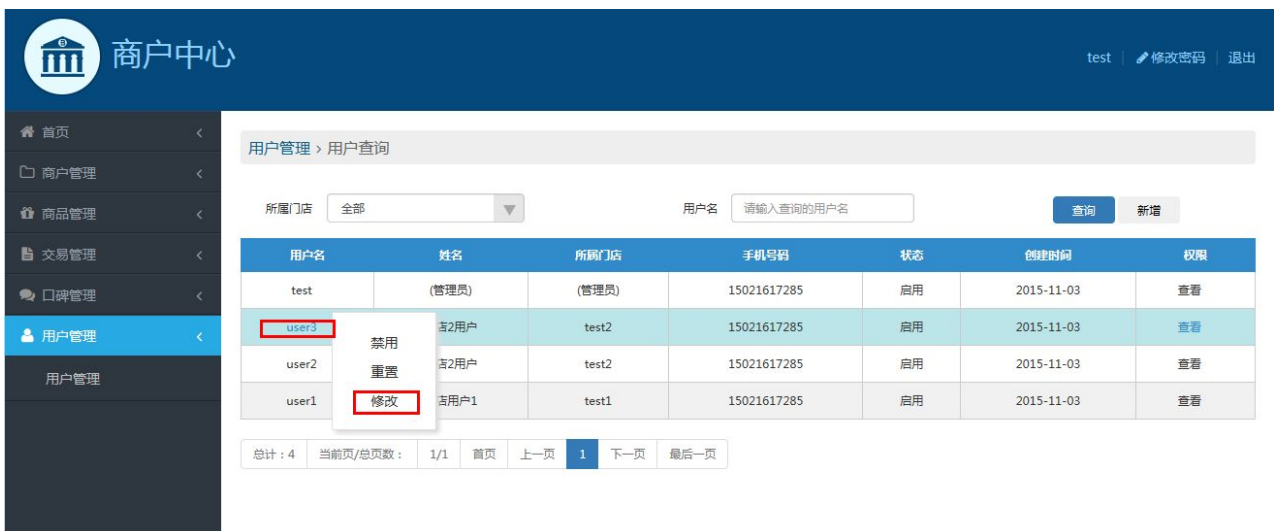 商户中心
test 修改密码 退出
首页
商户管理
商品管理
交易管理
口碑管理
用户管理
用户管理
用户管理 > 用户查询
所属门店 全部 用户名 请输入查询的用户名 查询 新增
用户名 姓名 所属门店 手机号码 状态 创建时间 权限
test (管理员) (管理员) 15021617285 启用 2015-11-03 查看
user3 店2用户 test2 15021617285 启用 2015-11-03 查看
user2 店2用户 test2 15021617285 启用 2015-11-03 查看
user1 店用户1 test1 15021617285 启用 2015-11-03 查看
禁用
重置
修改
总计：4 当前页/总页数： 1/1 首页 上一页 1 下一页 最后一页